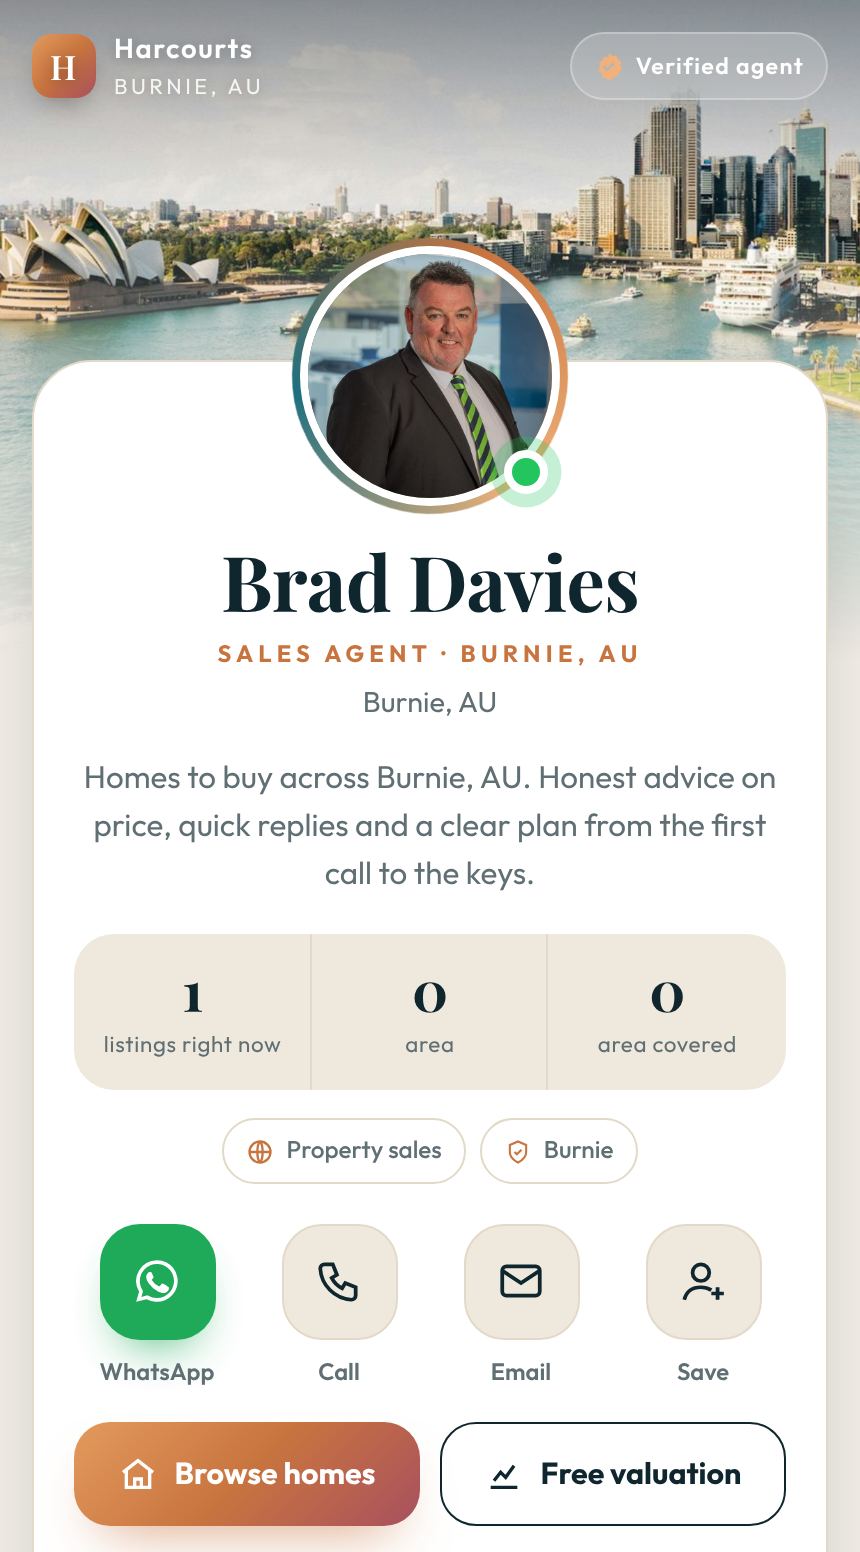 H
Harcourts
BURNIE, AU
Verified agent
Brad Davies
SALES AGENT · BURNIE, AU
Burnie, AU
Homes to buy across Burnie, AU. Honest advice on
price, quick replies and a clear plan from the first
call to the keys.
1
listings right now
0
area
0
area covered
Property sales
Burnie
WhatsApp
Call
Email
Save
Browse homes
Free valuation